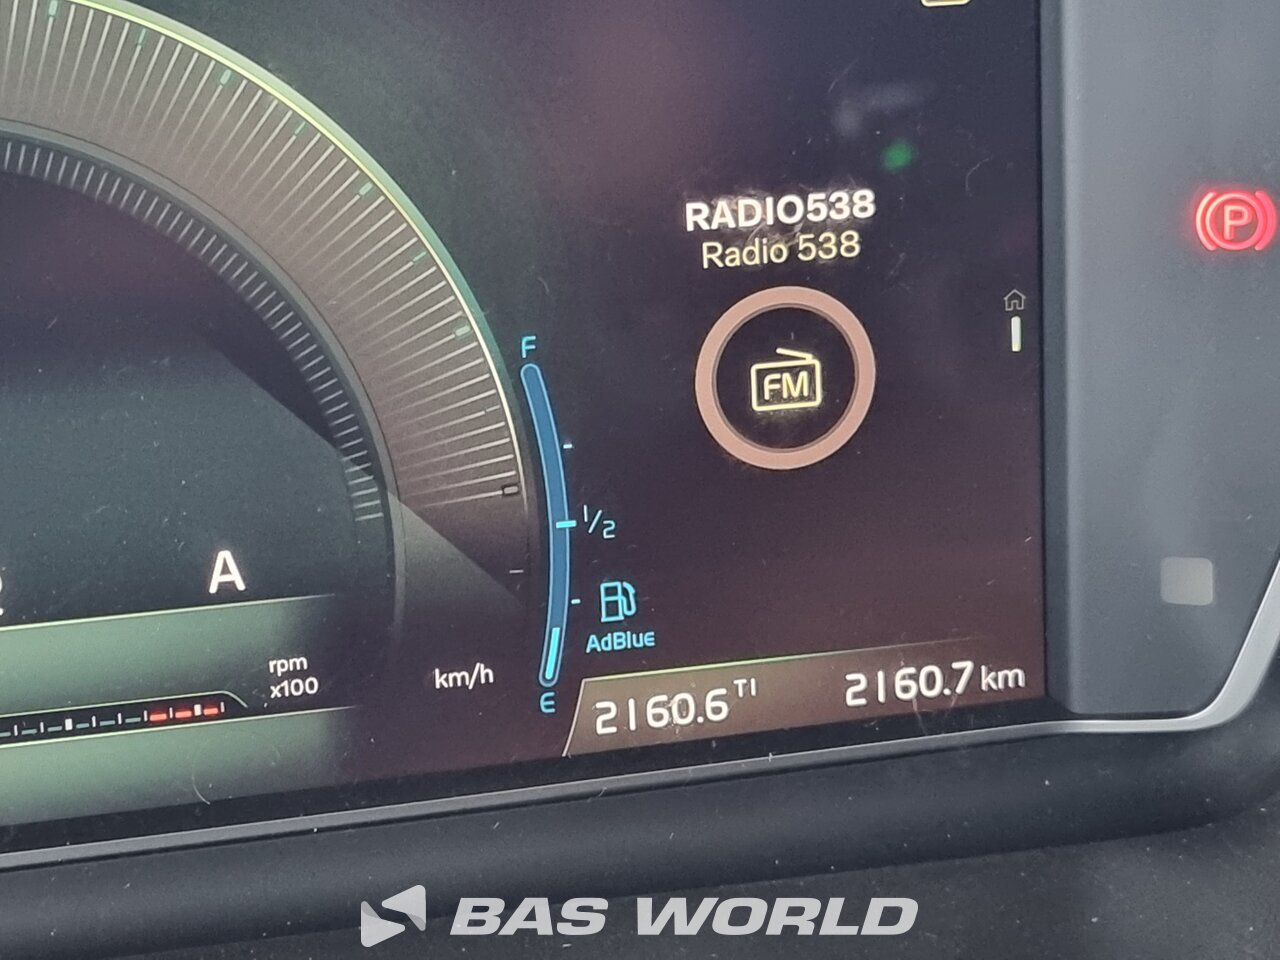 RADIO538
Radio 538
FM
F
1/2
A
AdBlue
rpm
x100
km/h
E
2160.6 TI
2160.7 km
P
BAS WORLD